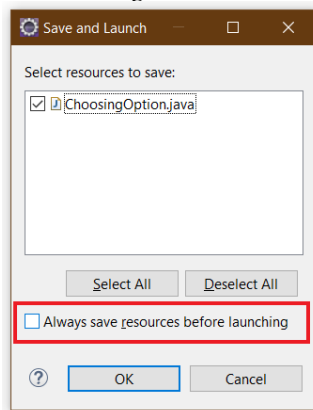 Save and Launch
Select resources to save:
ChoosingOption.java
Select All
Deselect All
Always save resources before launching
?
OK
Cancel